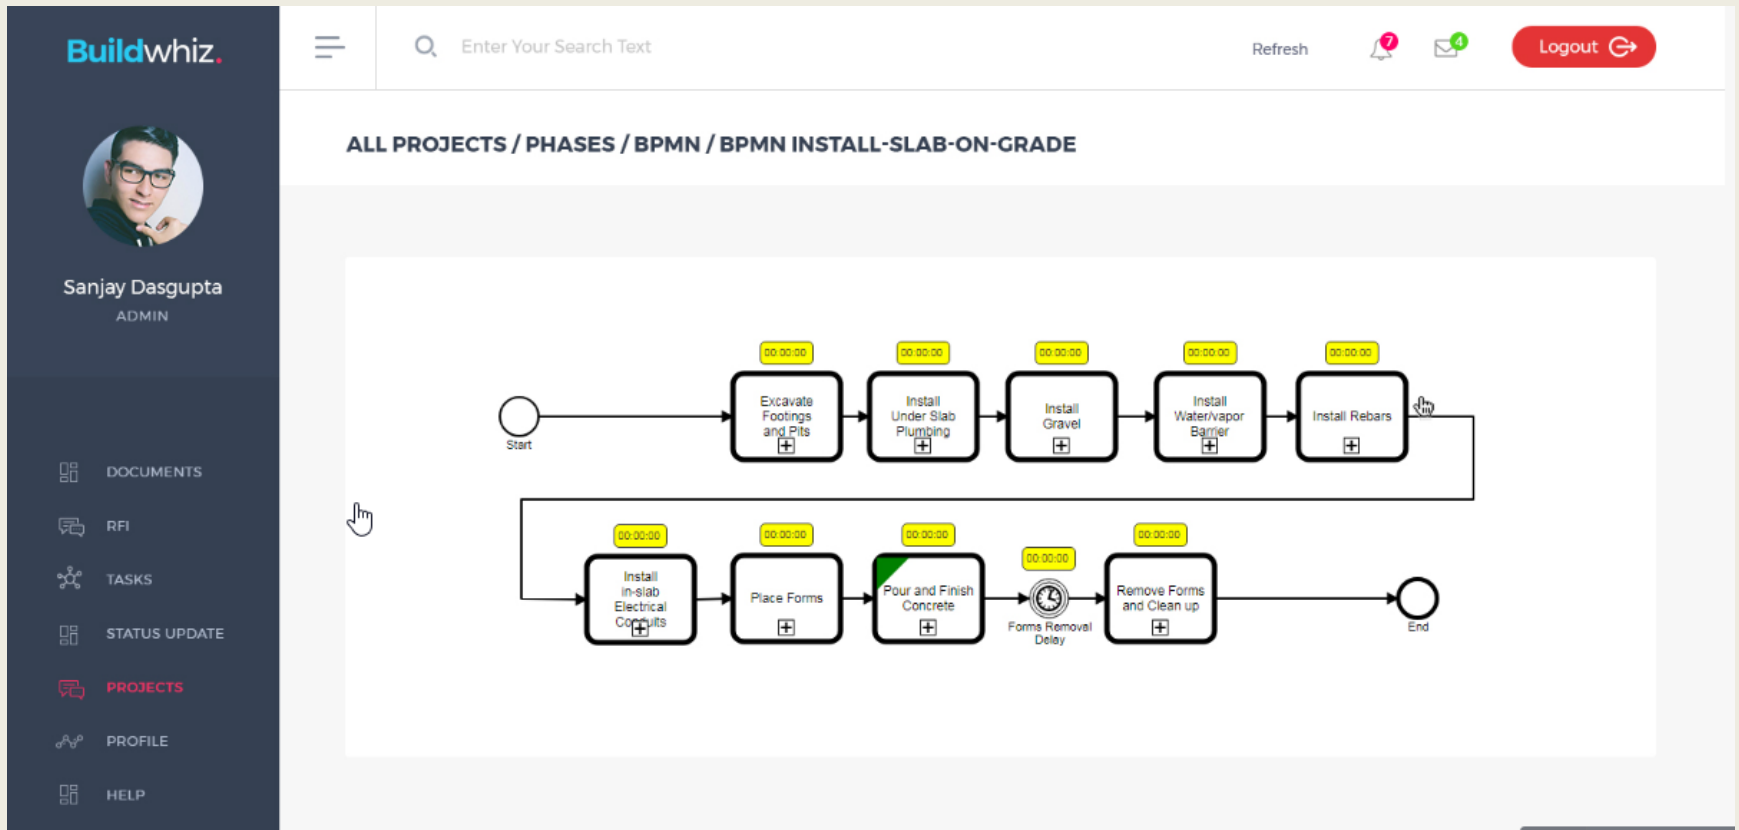 Buildwhiz.
Enter Your Search Text
Refresh
7
4
Logout
ALL PROJECTS / PHASES / BPMN / BPMN INSTALL-SLAB-ON-GRADE
Sanjay Dasgupta
ADMIN
DOCUMENTS
RFI
TASKS
STATUS UPDATE
PROJECTS
PROFILE
HELP
00:00:00
00:00:00
00:00:00
00:00:00
00:00:00
Start
Excavate
Footings
and Pits
Install
Under Slab
Plumbing
Install
Gravel
Install
Water/vapor
Barrier
Install Rebars
00:00:00
00:00:00
00:00:00
00:00:00
00:00:00
Install
in-slab
Electrical
Conduits
Place Forms
Pour and Finish
Concrete
Forms Removal
Delay
Remove Forms
and Clean up
End